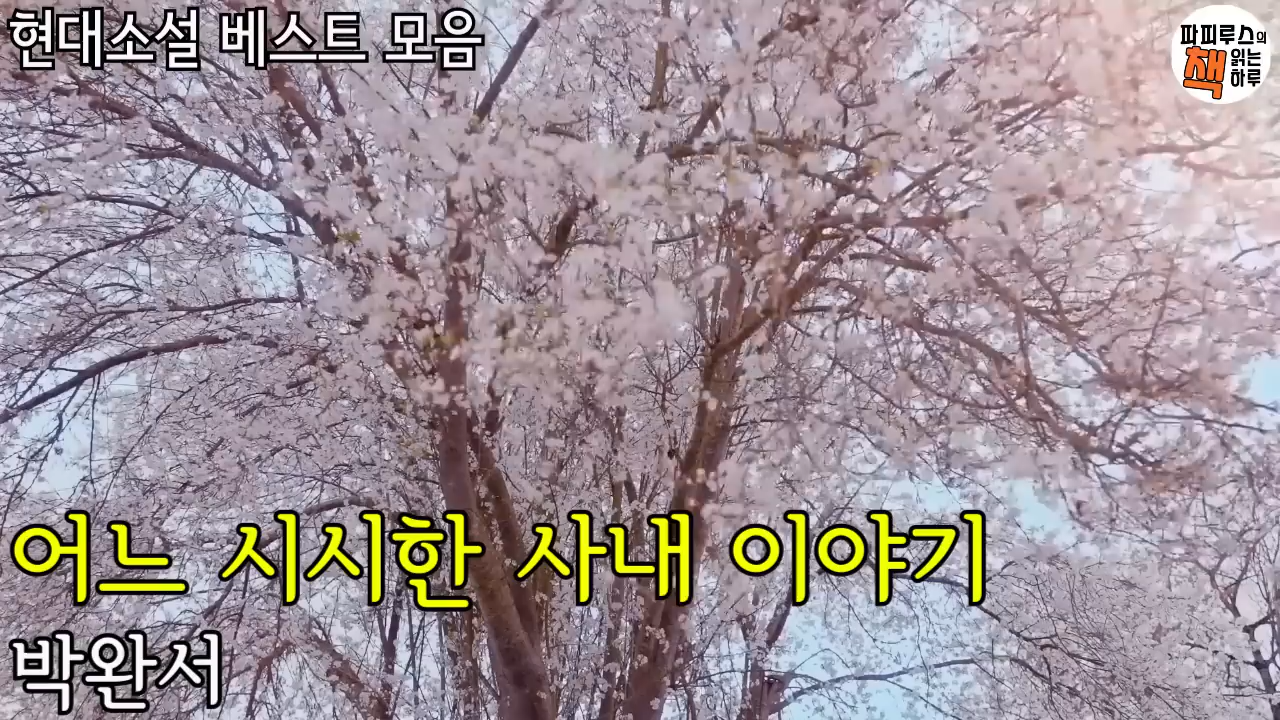 현대소설 베스트 모음
파피루스의
책 읽는
하루
어느 시시한 사내 이야기
박완서